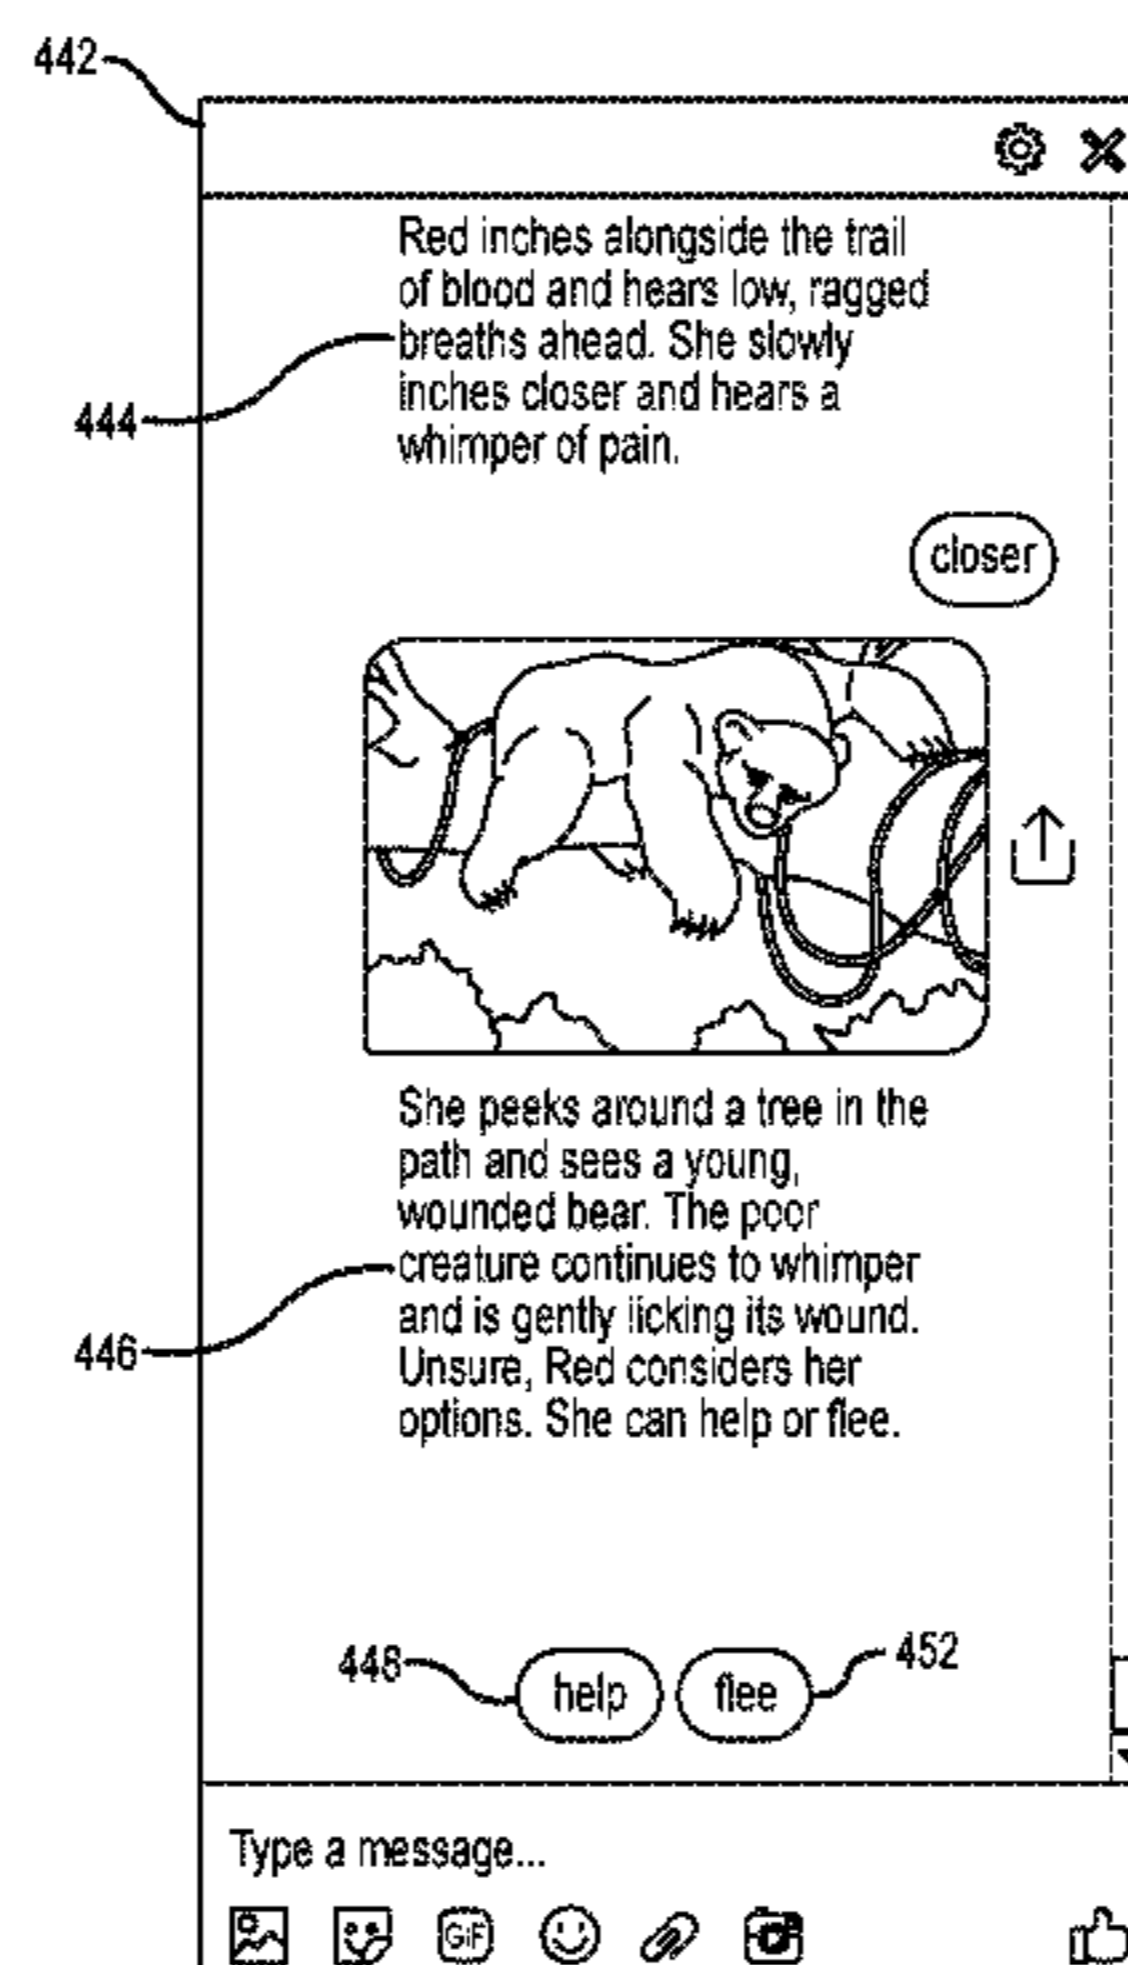 442
Red inches alongside the trail
of blood and hears low, ragged
breaths ahead. She slowly
inches closer and hears a
whimper of pain.
444
closer
She peeks around a tree in the
path and sees a young,
wounded bear. The poor
creature continues to whimper
and is gently licking its wound.
Unsure, Red considers her
options. She can help or flee.
446
448
452
help
flee
Type a message...
GIF